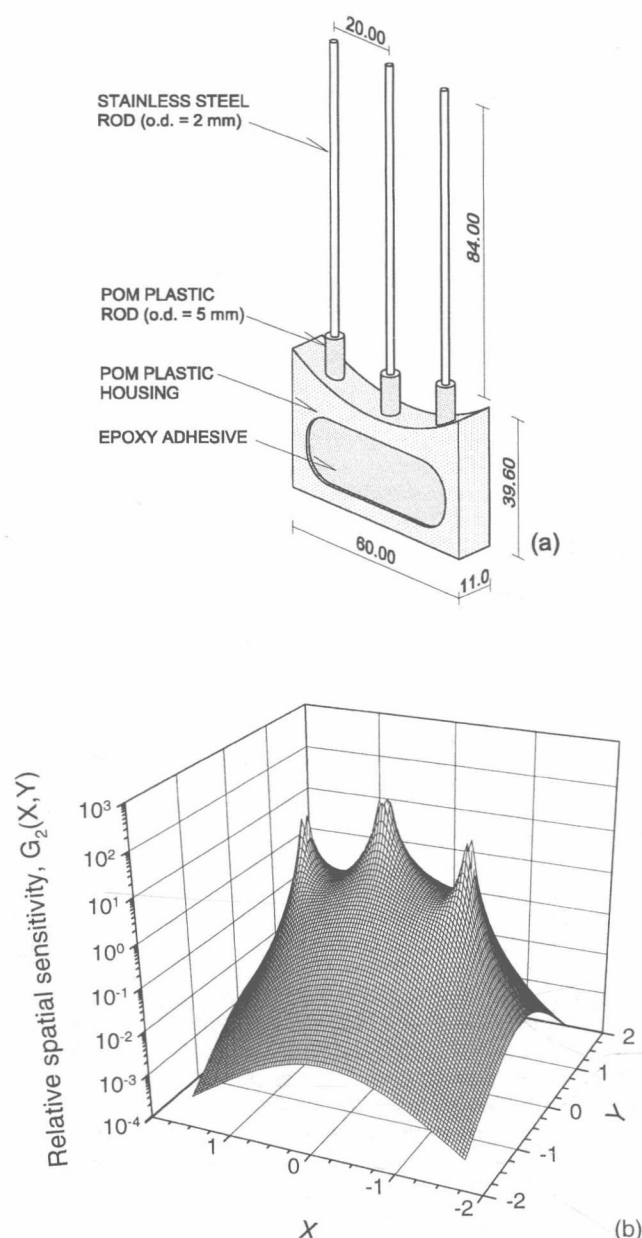 20.00
STAINLESS STEEL
ROD (o.d. = 2 mm)
84.00
POM PLASTIC
ROD (o.d. = 5 mm)
POM PLASTIC
HOUSING
EPOXY ADHESIVE
39.60
60.00
11.0
(a)
Relative spatial sensitivity, G₂(X,Y)
10³
10²
10¹
10⁰
10⁻¹
10⁻²
10⁻³
10⁻⁴
1
0
-1
-2
X
2
1
0
-1
-2
Y
(b)